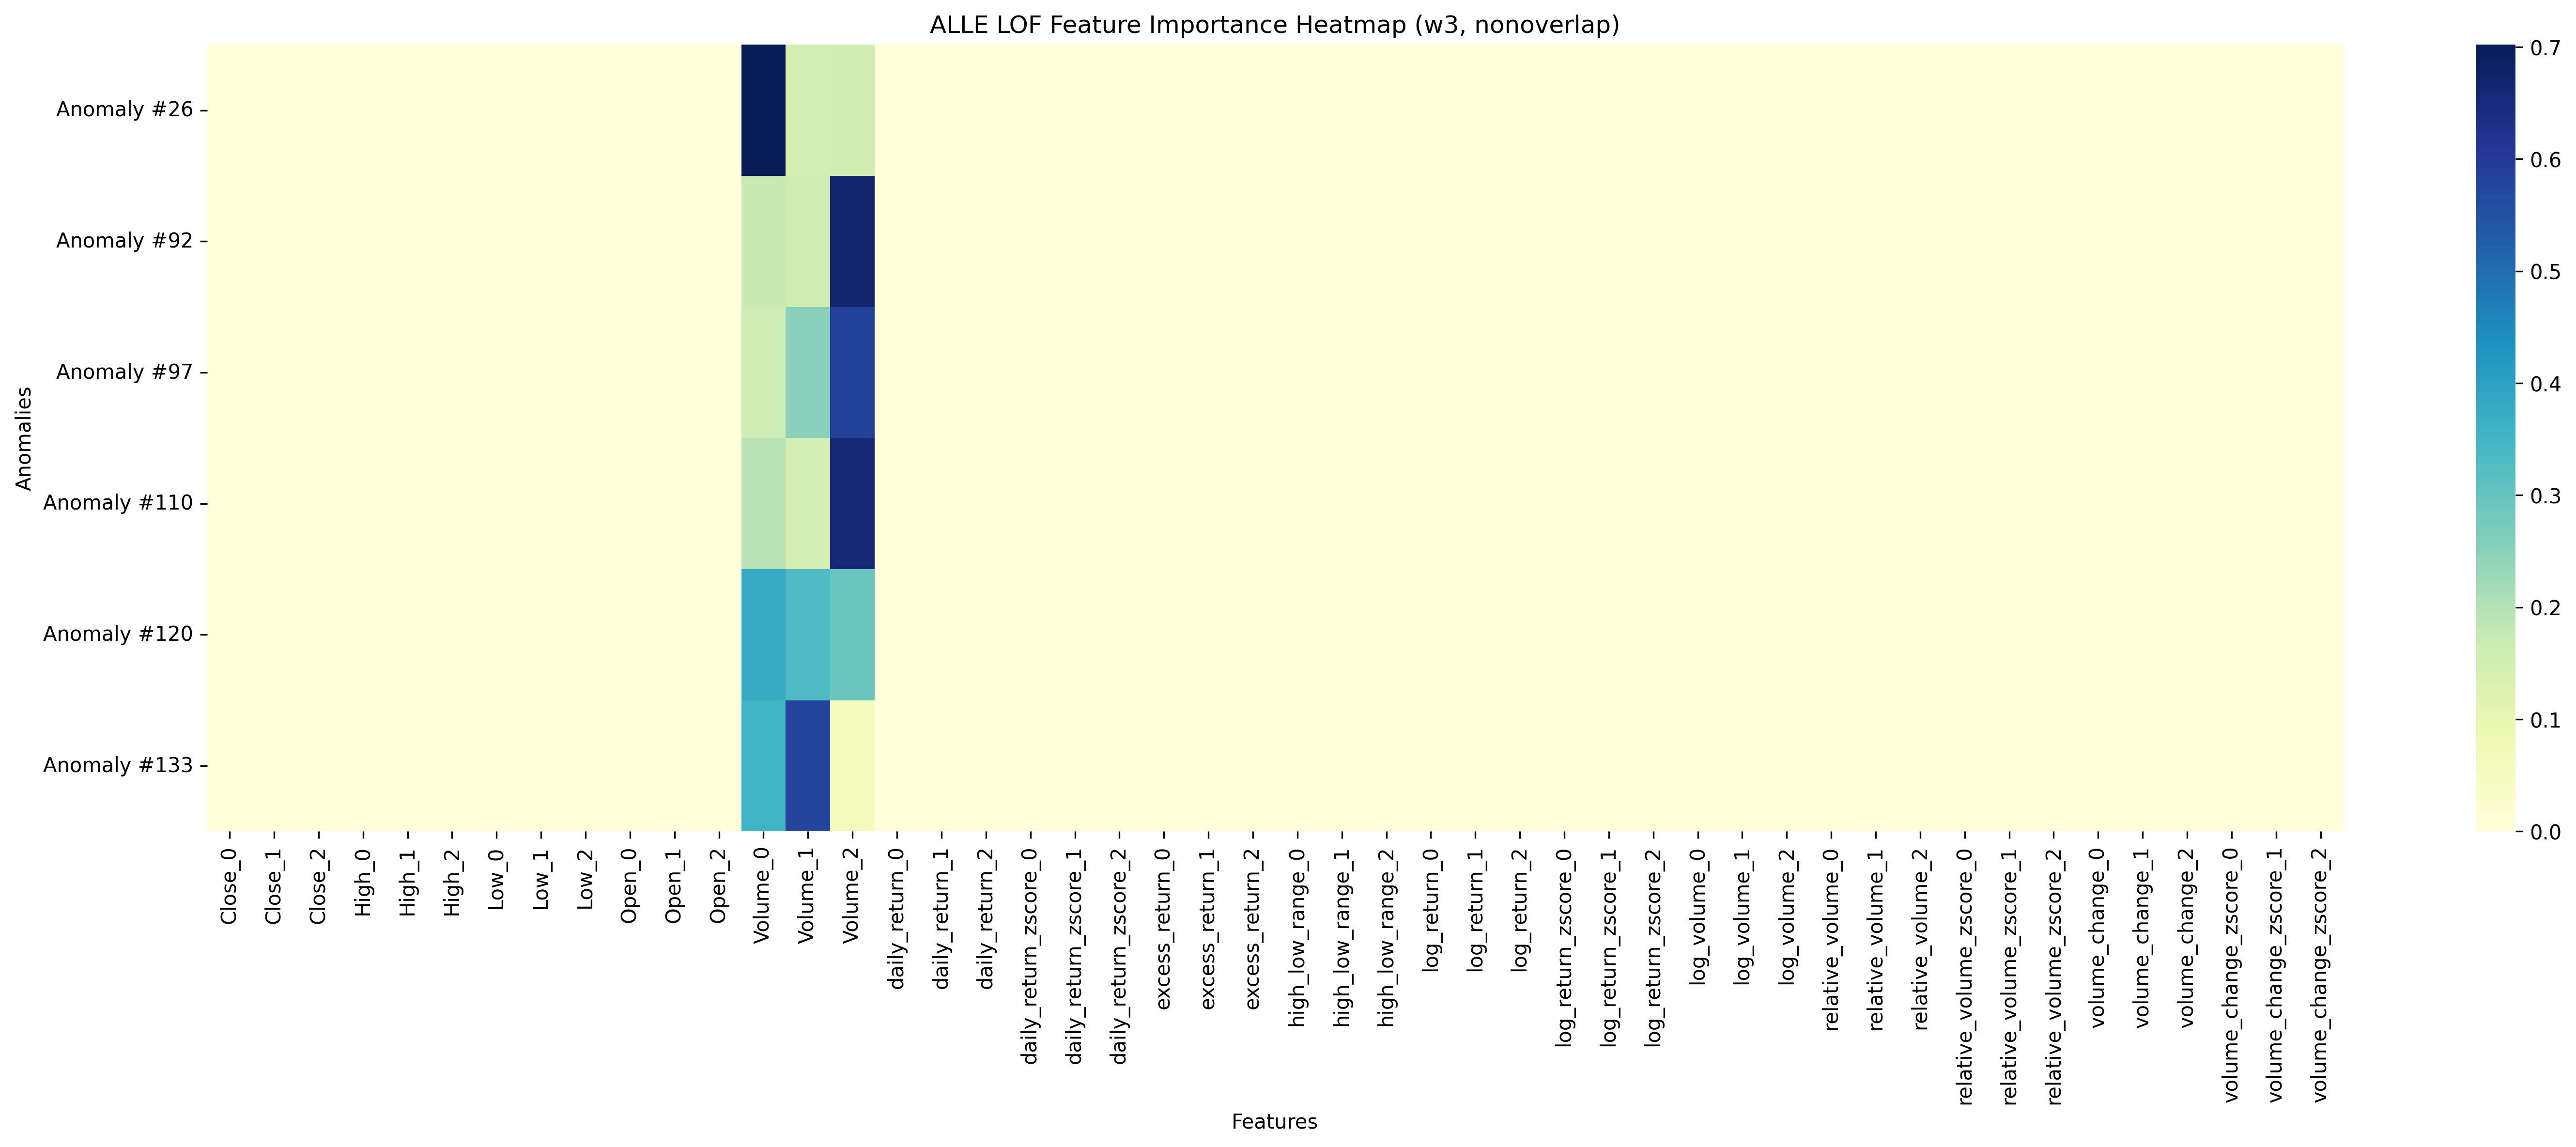 ALLE LOF Feature Importance Heatmap (w3, nonoverlap)
Anomalies
Anomaly #26
Anomaly #92
Anomaly #97
Anomaly #110
Anomaly #120
Anomaly #133
0.7
0.6
0.5
0.4
0.3
0.2
0.1
0.0
Close_0
Close_1
Close_2
High_0
High_1
High_2
Low_0
Low_1
Low_2
Open_0
Open_1
Open_2
Volume_0
Volume_1
Volume_2
daily_return_0
daily_return_1
daily_return_2
daily_return_zscore_0
daily_return_zscore_1
daily_return_zscore_2
excess_return_0
excess_return_1
excess_return_2
high_low_range_0
high_low_range_1
high_low_range_2
log_return_0
log_return_1
log_return_2
log_return_zscore_0
log_return_zscore_1
log_return_zscore_2
log_volume_0
log_volume_1
log_volume_2
relative_volume_0
relative_volume_1
relative_volume_2
relative_volume_zscore_0
relative_volume_zscore_1
relative_volume_zscore_2
volume_change_0
volume_change_1
volume_change_2
volume_change_zscore_0
volume_change_zscore_1
volume_change_zscore_2
Features